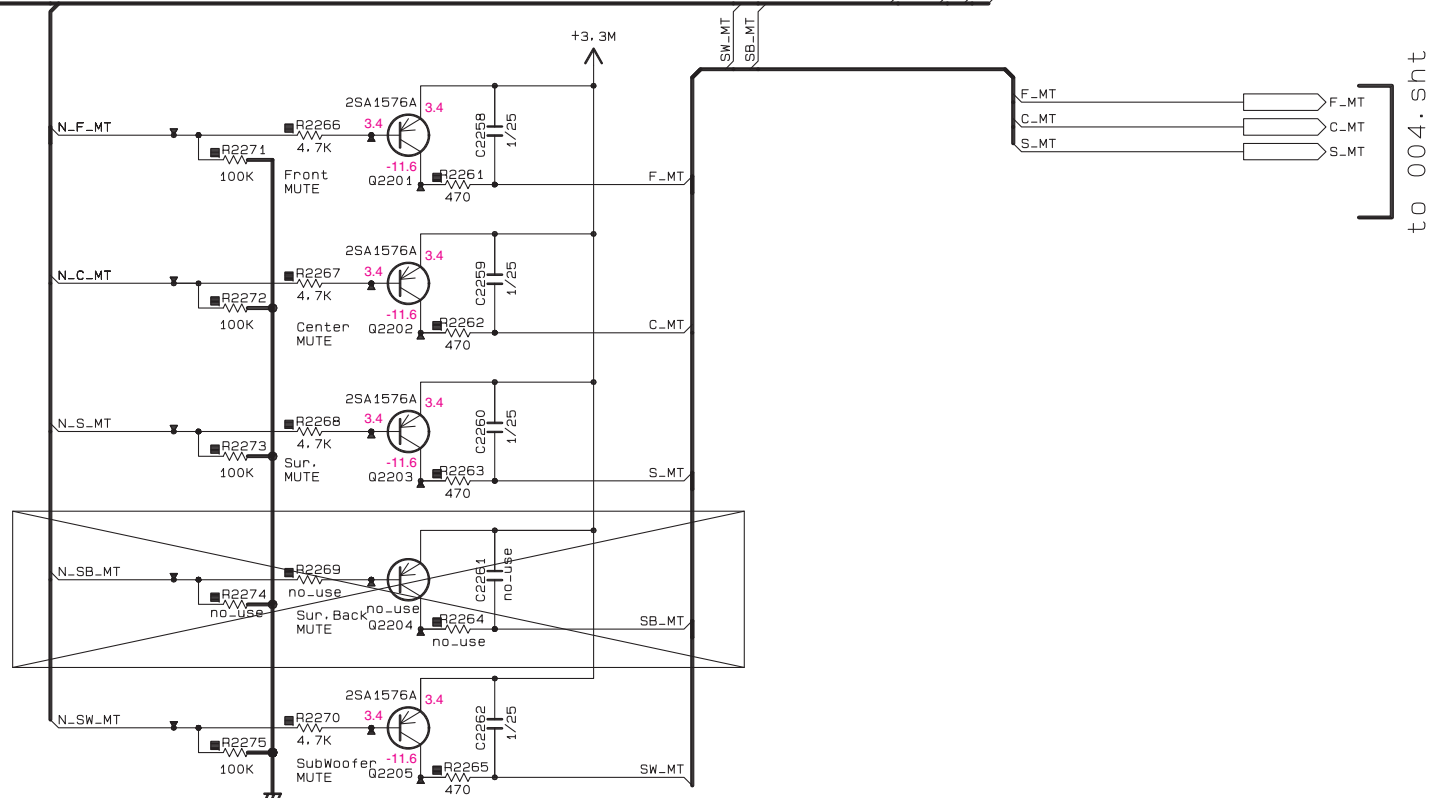 SW_MT
SB_MT
+3.3M
F_MT
F_MT
C_MT
C_MT
S_MT
S_MT
to 004.sht
2SA1576A
3.4
N_F_MT
R2266
3.4
4.7K
C2258
1/25
R2271
100K
Front
MUTE
-11.6
Q2201
R2261
470
F_MT
2SA1576A
3.4
N_C_MT
R2267
3.4
4.7K
C2259
1/25
R2272
100K
Center
MUTE
-11.6
Q2202
R2262
470
C_MT
2SA1576A
3.4
N_S_MT
R2268
3.4
4.7K
C2260
1/25
R2273
100K
Sur.
MUTE
-11.6
Q2203
R2263
470
S_MT
N_SB_MT
R2269
no_use
C2261
no_use
R2274
no_use
Sur.Back
MUTE
no_use
Q2204
R2264
no_use
SB_MT
2SA1576A
3.4
N_SW_MT
R2270
3.4
4.7K
C2262
1/25
R2275
100K
SubWoofer
MUTE
-11.6
Q2205
R2265
470
SW_MT